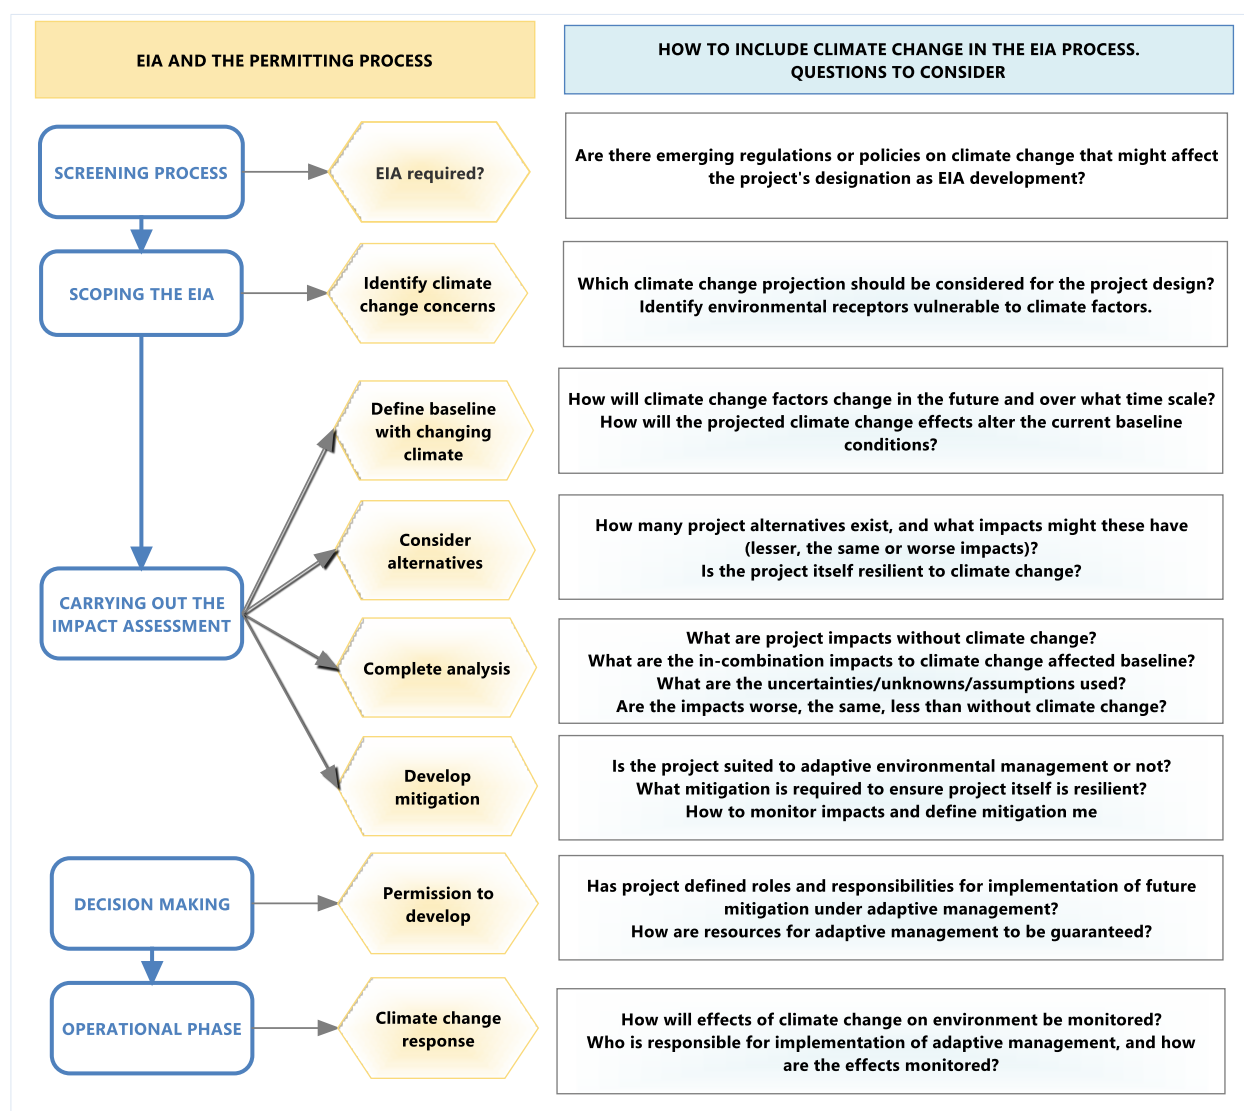 EIA AND THE PERMITTING PROCESS
HOW TO INCLUDE CLIMATE CHANGE IN THE EIA PROCESS.
QUESTIONS TO CONSIDER
SCREENING PROCESS
EIA required?
Are there emerging regulations or policies on climate change that might affect
the project's designation as EIA development?
SCOPING THE EIA
Identify climate
change concerns
Which climate change projection should be considered for the project design?
Identify environmental receptors vulnerable to climate factors.
CARRYING OUT THE
IMPACT ASSESSMENT
Define baseline
with changing
climate
How will climate change factors change in the future and over what time scale?
How will the projected climate change effects alter the current baseline
conditions?
Consider
alternatives
How many project alternatives exist, and what impacts might these have
(lesser, the same or worse impacts)?
Is the project itself resilient to climate change?
Complete analysis
What are project impacts without climate change?
What are the in-combination impacts to climate change affected baseline?
What are the uncertainties/unknowns/assumptions used?
Are the impacts worse, the same, less than without climate change?
Develop
mitigation
Is the project suited to adaptive environmental management or not?
What mitigation is required to ensure project itself is resilient?
How to monitor impacts and define mitigation me
DECISION MAKING
Permission to
develop
Has project defined roles and responsibilities for implementation of future
mitigation under adaptive management?
How are resources for adaptive management to be guaranteed?
OPERATIONAL PHASE
Climate change
response
How will effects of climate change on environment be monitored?
Who is responsible for implementation of adaptive management, and how
are the effects monitored?